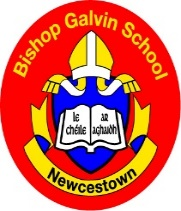 Bishop Galvin School
le ar
chéile aghaidh
Newcestown